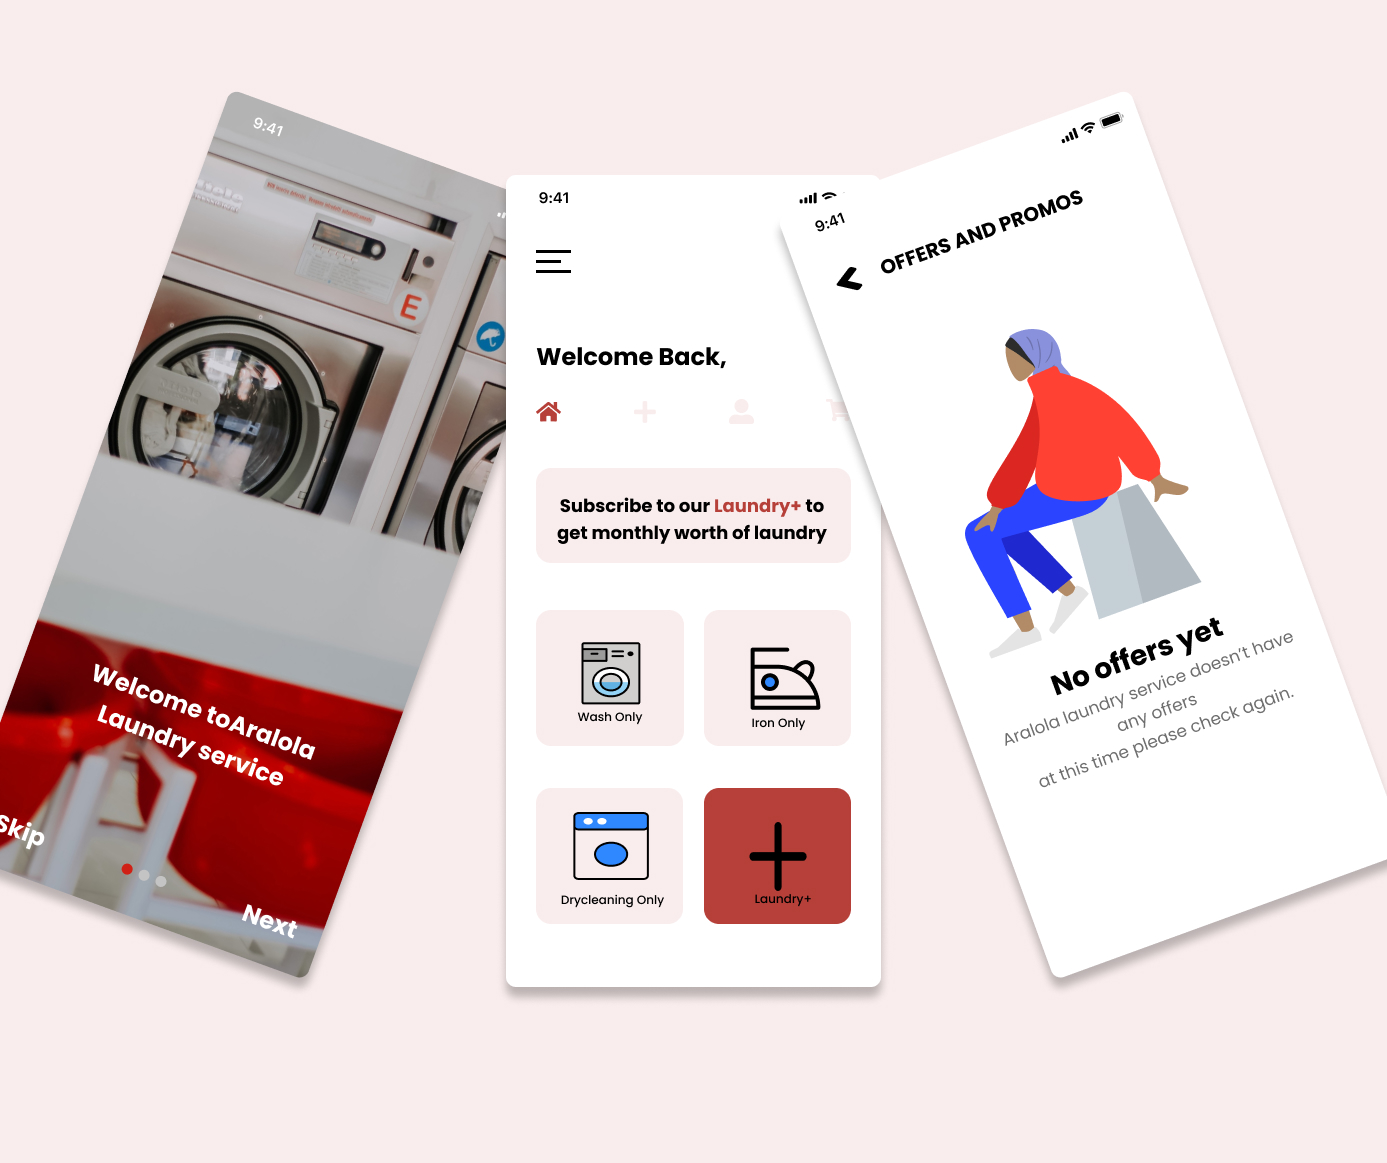 9:41
E
Welcome toAralola
Laundry service
Skip
Next
9:41
Welcome Back,
Subscribe to our Laundry+ to
get monthly worth of laundry
Wash Only
Iron Only
Drycleaning Only
Laundry+
9:41
OFFERS AND PROMOS
No offers yet
Aralola laundry service doesn't have
any offers
at this time please check again.